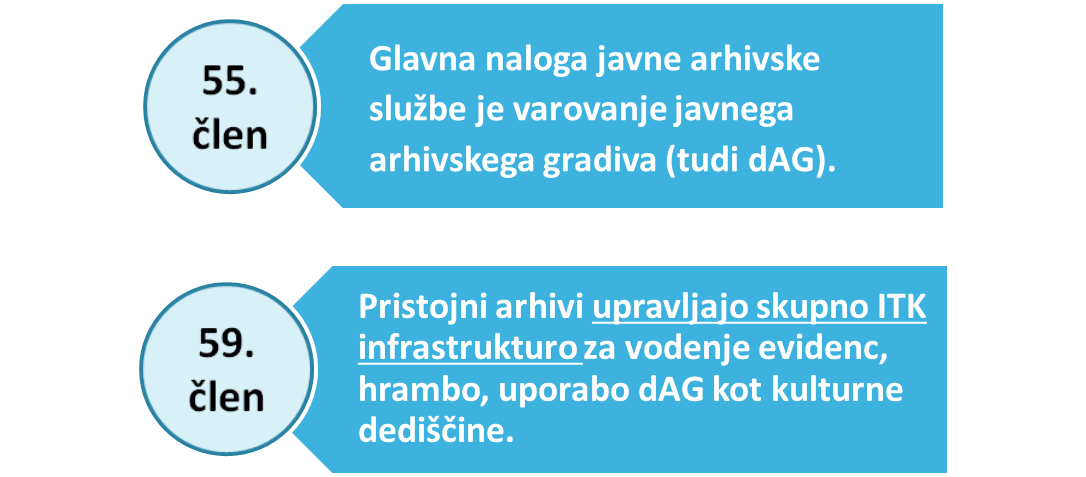 55.
člen
Glavna naloga javne arhivske
službe je varovanje javnega
arhivskega gradiva (tudi dAG).
59.
člen
Pristojni arhivi upravljajo skupno ITK
infrastrukturo za vodenje evidenc,
hrambo, uporabo dAG kot kulturne
dediščine.